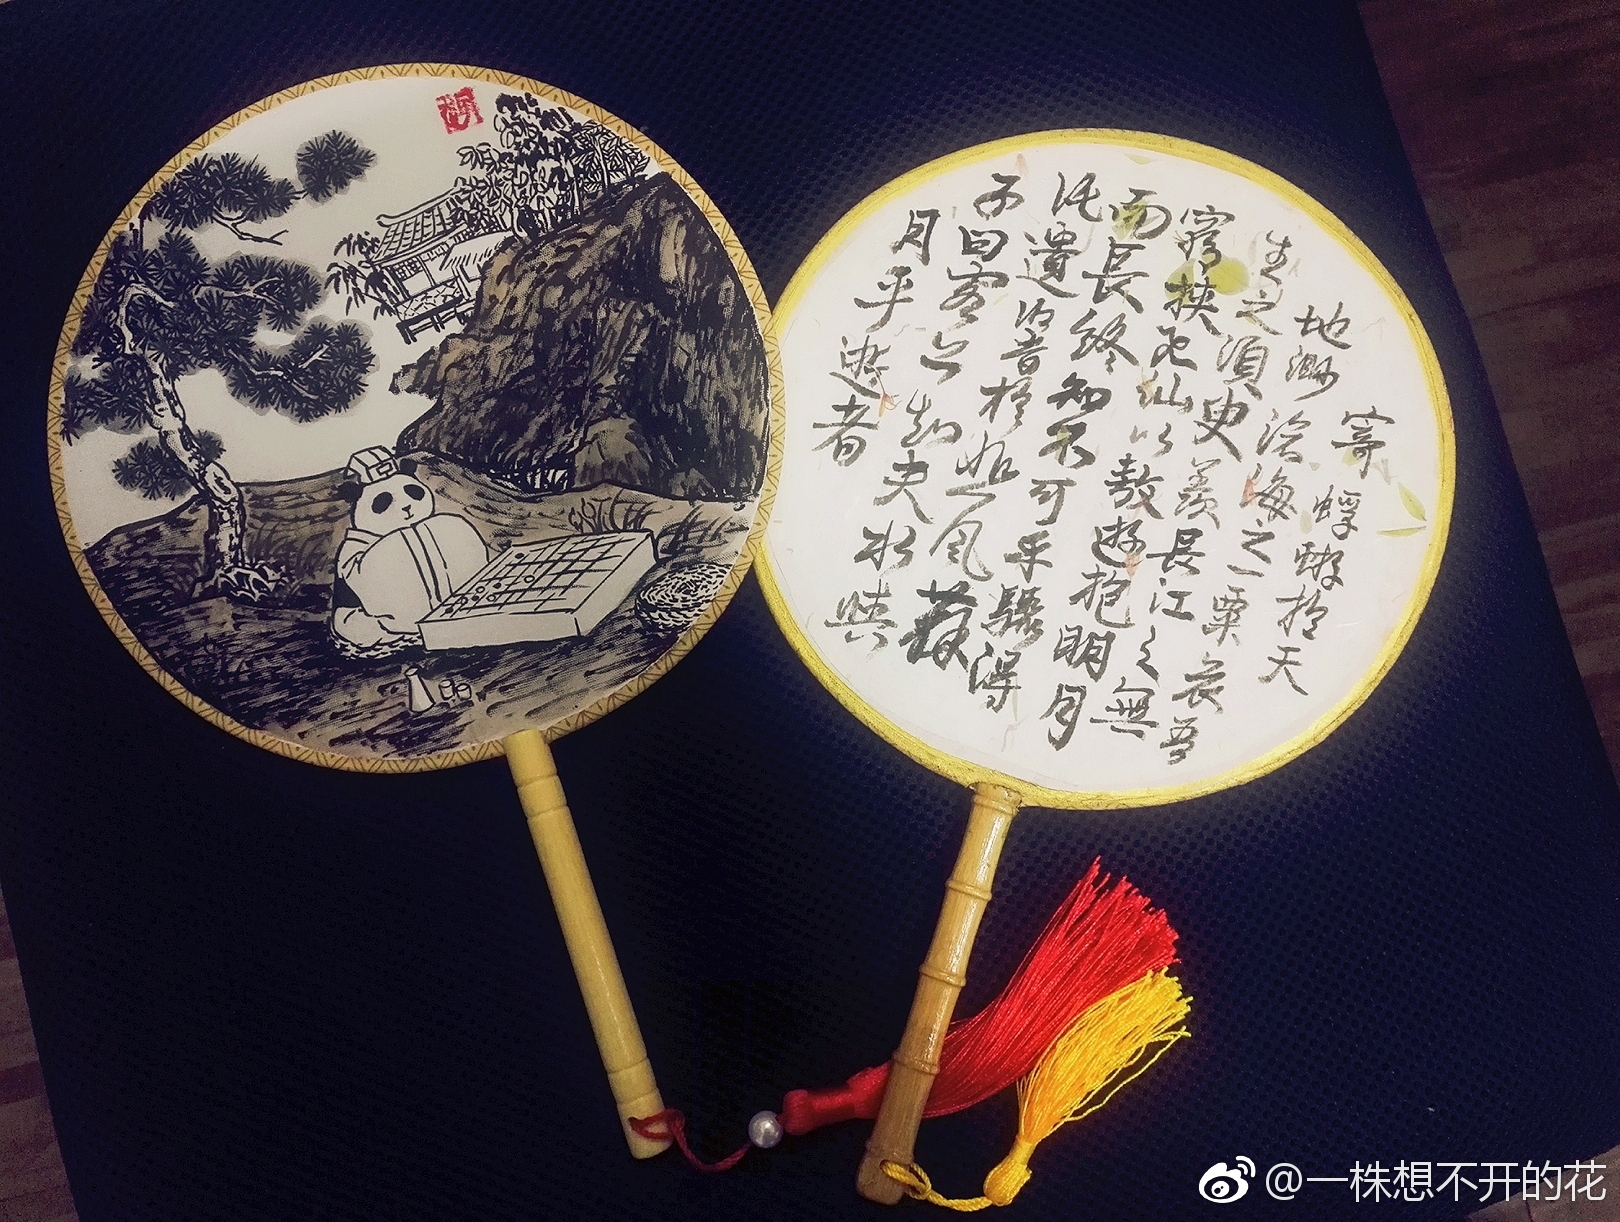 寄蜉蝣於天
地渺滄海之一粟哀吾
生之須臾羨長江之無
窮挾飛仙以敖遊抱明月
而長終知不可乎驟得
托遺響於悲風蘇
子曰客亦知夫水與
月乎逝者
@一株想不开的花